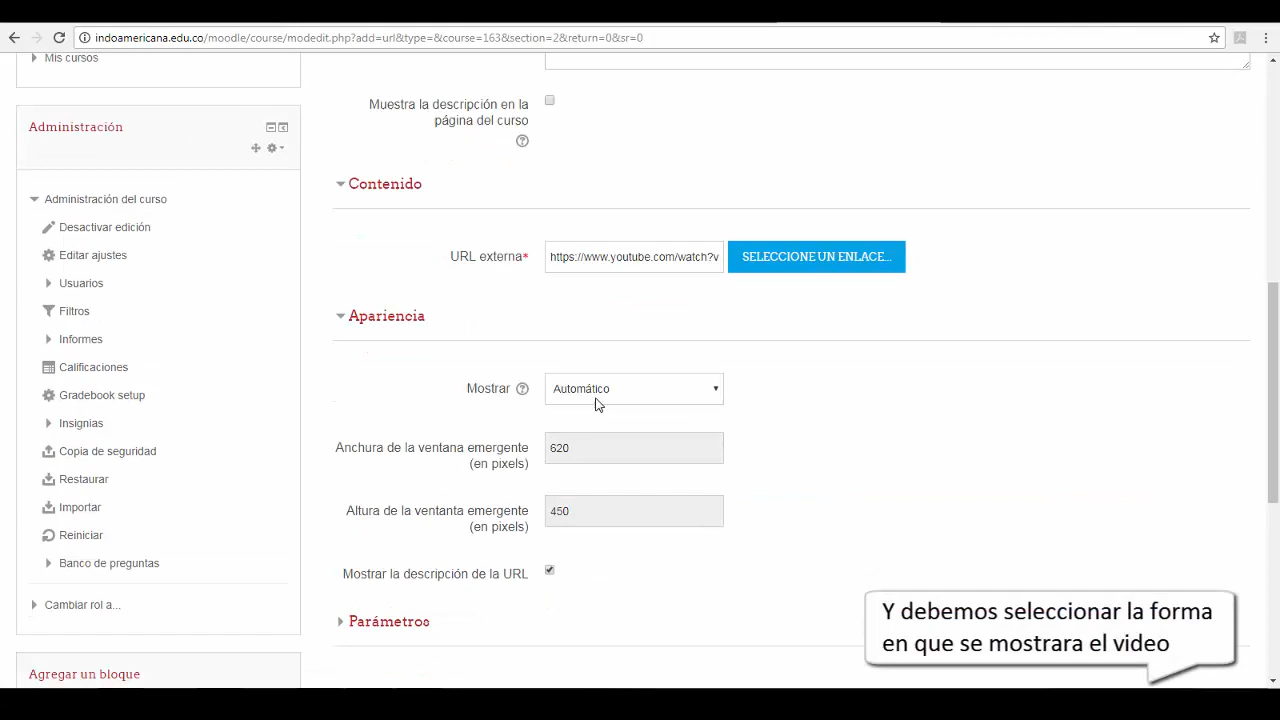 indoamericana.edu.co/moodle/course/modedit.php?add=url&type=&course=163&section=2&return=0&sr=0
Mis cursos
Administración
Administración del curso
Desactivar edición
Editar ajustes
Usuarios
Filtros
Informes
Calificaciones
Gradebook setup
Insignias
Copia de seguridad
Restaurar
Importar
Reiniciar
Banco de preguntas
Cambiar rol a...
Agregar un bloque
Muestra la descripción en la
página del curso
Contenido
URL externa* https://www.youtube.com/watch?v SELECCIONE UN ENLACE...
Apariencia
Mostrar Automático
Anchura de la ventana emergente
(en pixels)
620
Altura de la ventanta emergente
(en pixels)
450
Mostrar la descripción de la URL
Parámetros
Y debemos seleccionar la forma
en que se mostrara el video